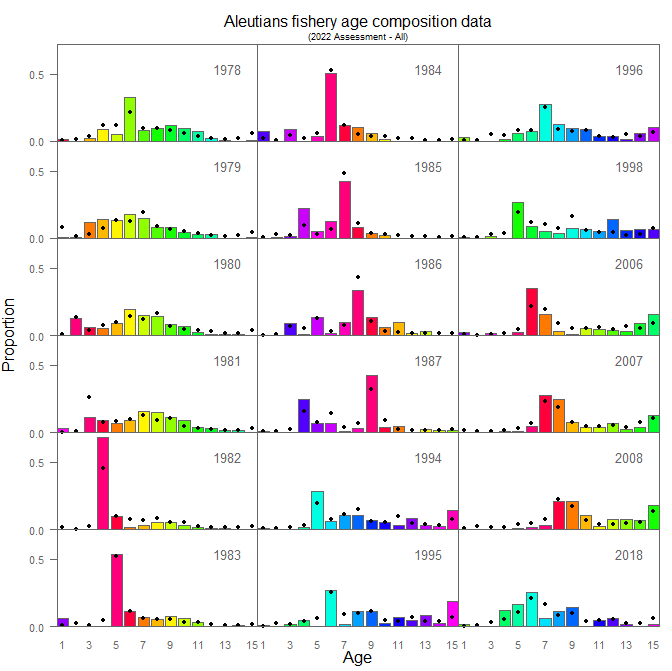 Aleutians fishery age composition data
(2022 Assessment - All)
1978 1984 1996
0.5
0.0
1979 1985 1998
0.5
0.0
1980 1986 2006
0.5
0.0
1981 1987 2007
0.5
0.0
1982 1994 2008
0.5
0.0
1983 1995 2018
0.5
0.0
1 3 5 7 9 11 13 15 1 3 5 7 9 11 13 15 1 3 5 7 9 11 13 15
Age
Proportion